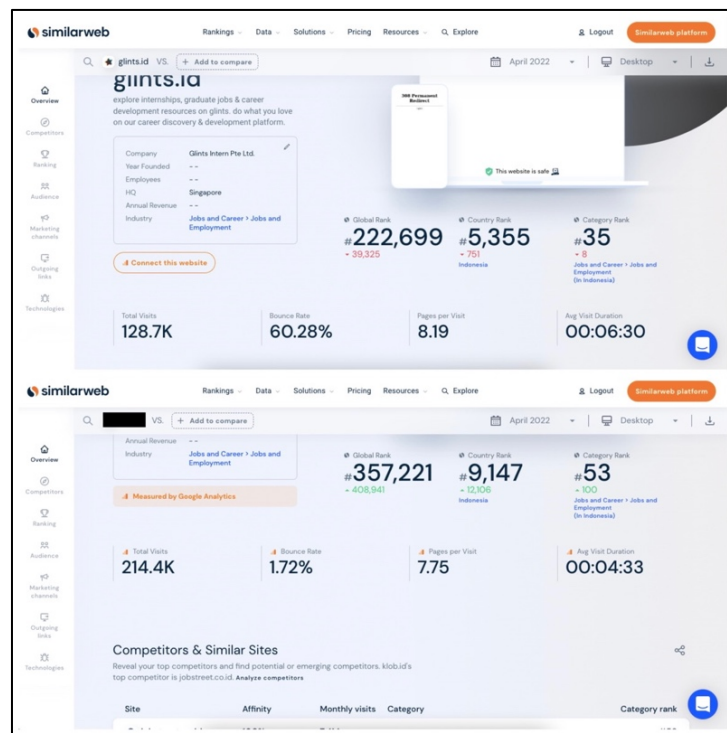 similarweb
Rankings Data Solutions Pricing Resources Explore Logout Similarweb platform
glints.id VS. + Add to compare April 2022 Desktop
Overview
Competitors
Ranking
Audience
Marketing channels
Outgoing links
Technologies
glints.id
explore internships, graduate jobs & career
development resources on glints. do what you love
on our career discovery & development platform.
Company Glints Intern Pte Ltd.
Year Founded - -
Employees - -
HQ Singapore
Annual Revenue - -
Industry Jobs and Career > Jobs and
Employment
Connect this website
308 Permanent
Redirect
This website is safe
Global Rank
#222,699
39,325
Country Rank
#5,355
751
Indonesia
Category Rank
#35
8
Jobs and Career > Jobs and
Employment
(In Indonesia)
Total Visits Bounce Rate Pages per Visit Avg Visit Duration
128.7K 60.28% 8.19 00:06:30
similarweb
Rankings Data Solutions Pricing Resources Explore Logout Similarweb platform
VS. + Add to compare April 2022 Desktop
Overview
Competitors
Ranking
Audience
Marketing channels
Outgoing links
Technologies
Annual Revenue - -
Industry Jobs and Career > Jobs and
Employment
Measured by Google Analytics
Global Rank
#357,221
408,941
Country Rank
#9,147
12,106
Indonesia
Category Rank
#53
100
Jobs and Career > Jobs and
Employment
(In Indonesia)
Total Visits Bounce Rate Pages per Visit Avg Visit Duration
214.4K 1.72% 7.75 00:04:33
Competitors & Similar Sites
Reveal your top competitors and find potential or emerging competitors. klob.id's
top competitor is jobstreet.co.id. Analyze competitors
Site Affinity Monthly visits Category Category rank